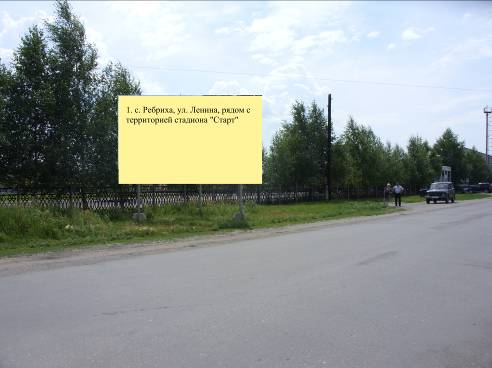 1. с. Ребриха, ул. Ленина, рядом с
территорией стадиона "Старт"